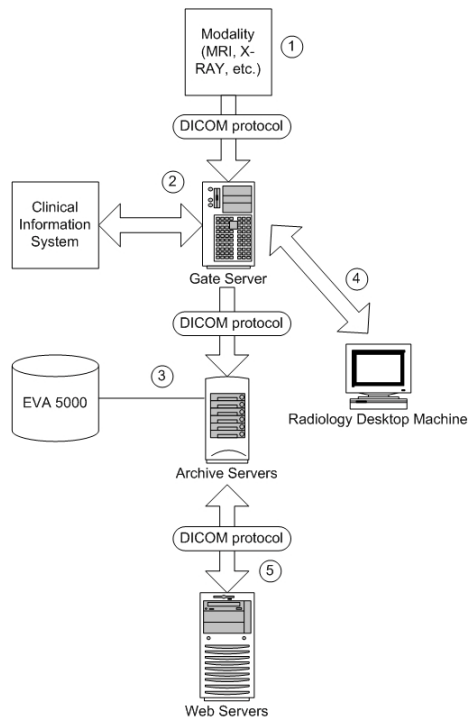 Modality
(MRI, X-
RAY, etc.)
1
DICOM protocol
2
Clinical
Information
System
Gate Server
4
DICOM protocol
3
EVA 5000
Radiology Desktop Machine
Archive Servers
DICOM protocol
5
Web Servers